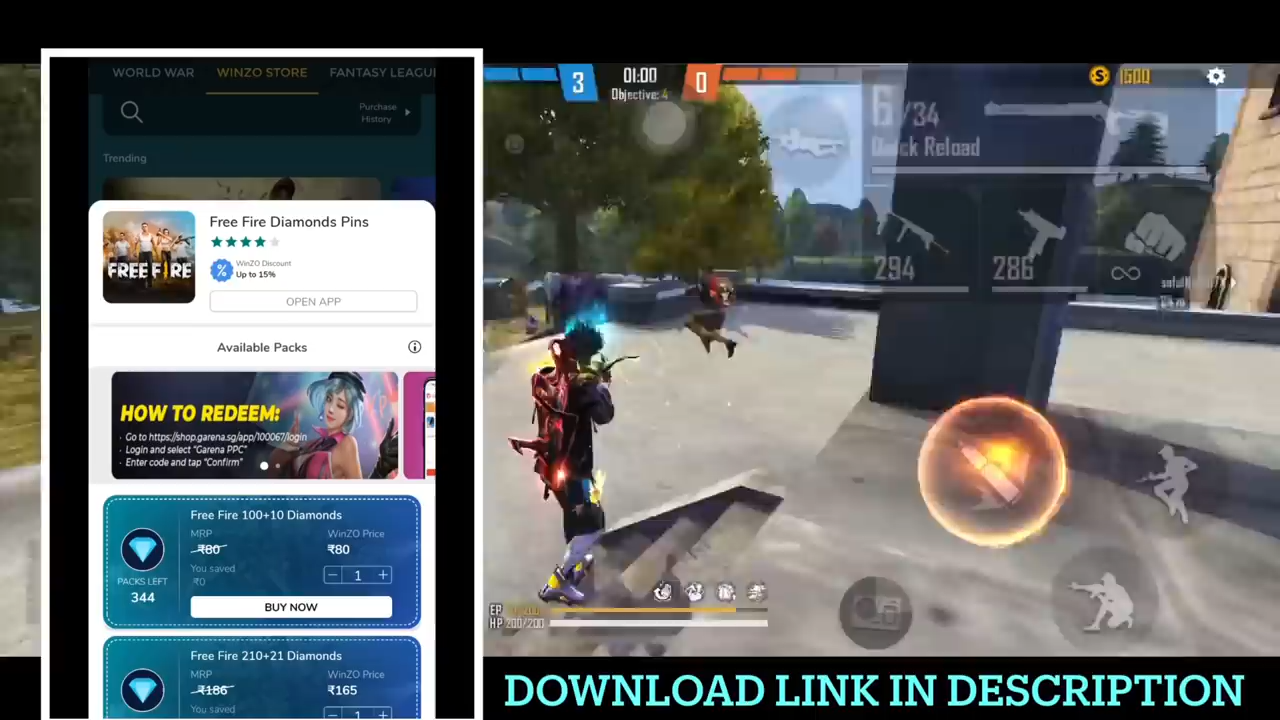 WORLD WAR
WINZO STORE
FANTASY LEAGU
Purchase
History
Trending
Free Fire Diamonds Pins
FREE FIRE
WinZO Discount
Up to 15%
OPEN APP
Available Packs
HOW TO REDEEM:
· Go to https://shop.garena.sg/app/100067/login
· Login and select “Garena PPC”
· Enter code and tap “Confirm”
Free Fire 100+10 Diamonds
MRP
WinZO Price
₹80
₹80
You saved
₹0
1
PACKS LEFT
344
BUY NOW
Free Fire 210+21 Diamonds
MRP
WinZO Price
₹186
₹165
You saved
1
3
01:00
Objective: 4
0
1500
6/34
Quick Reload
294
286
EP
HP 200/200
DOWNLOAD LINK IN DESCRIPTION